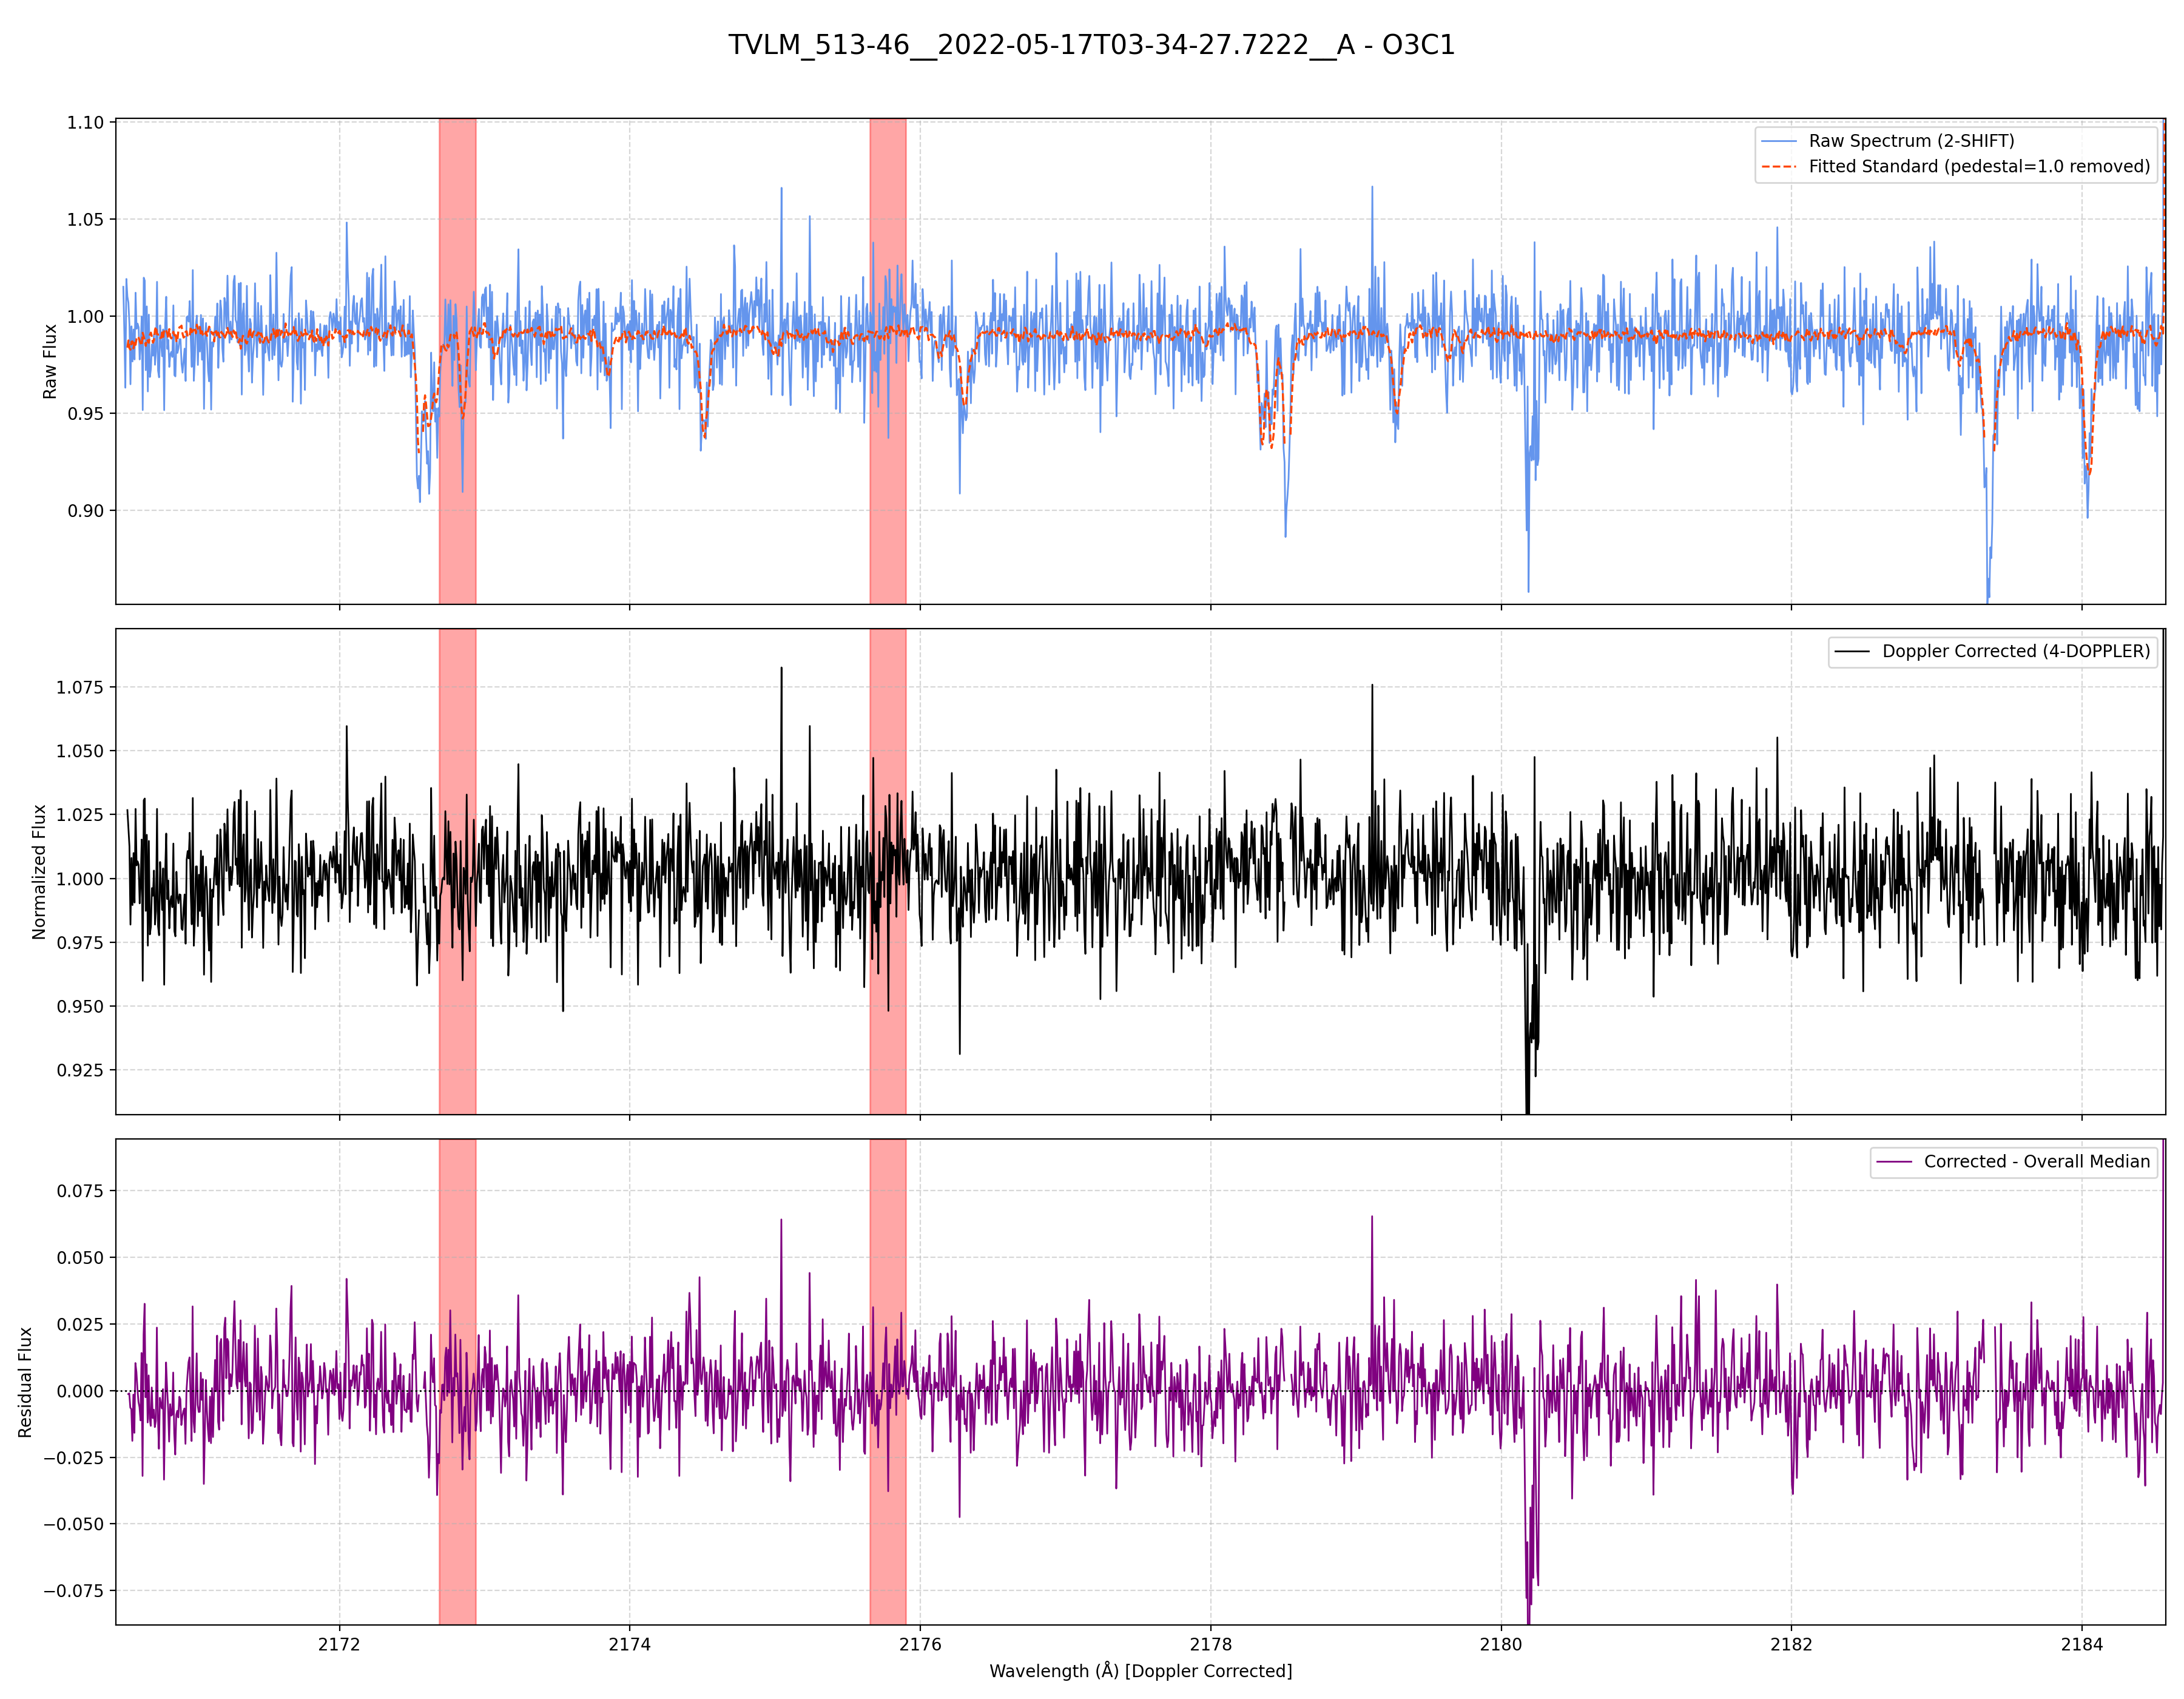 TVLM_513-46__2022-05-17T03-34-27.7222__A - O3C1
1.10
1.05
1.00
0.95
0.90
Raw Flux
Raw Spectrum (2-SHIFT)
Fitted Standard (pedestal=1.0 removed)
1.075
1.050
1.025
1.000
0.975
0.950
0.925
Normalized Flux
Doppler Corrected (4-DOPPLER)
0.075
0.050
0.025
0.000
−0.025
−0.050
−0.075
Residual Flux
Corrected - Overall Median
2172 2174 2176 2178 2180 2182 2184
Wavelength (Å) [Doppler Corrected]